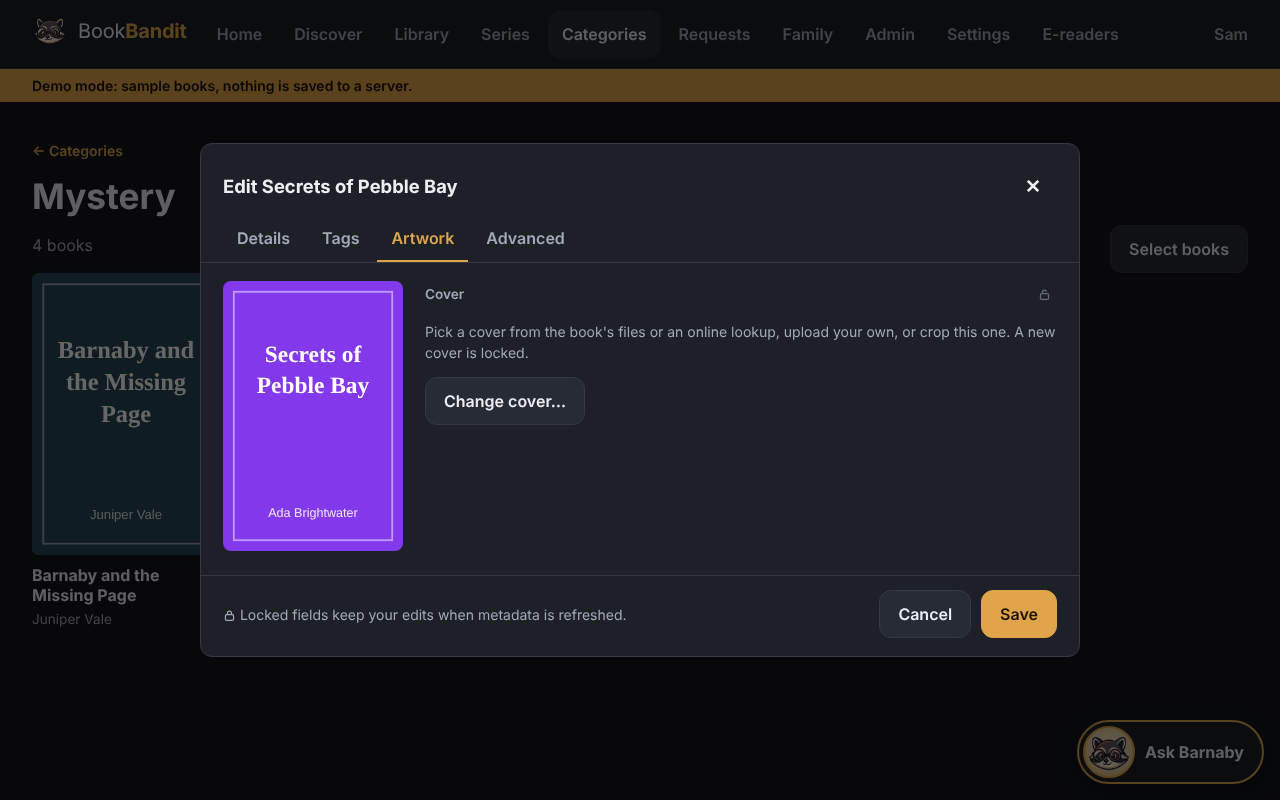 BookBandit Home Discover Library Series Categories Requests Family Admin Settings E-readers Sam
Demo mode: sample books, nothing is saved to a server.
← Categories
Mystery
4 books
Select books
Barnaby and
the Missing
Page
Juniper Vale
Barnaby and the
Missing Page
Juniper Vale
Edit Secrets of Pebble Bay
Details Tags Artwork Advanced
Secrets of
Pebble Bay
Ada Brightwater
Cover
Pick a cover from the book's files or an online lookup, upload your own, or crop this one. A new
cover is locked.
Change cover...
Locked fields keep your edits when metadata is refreshed.
Cancel Save
Ask Barnaby